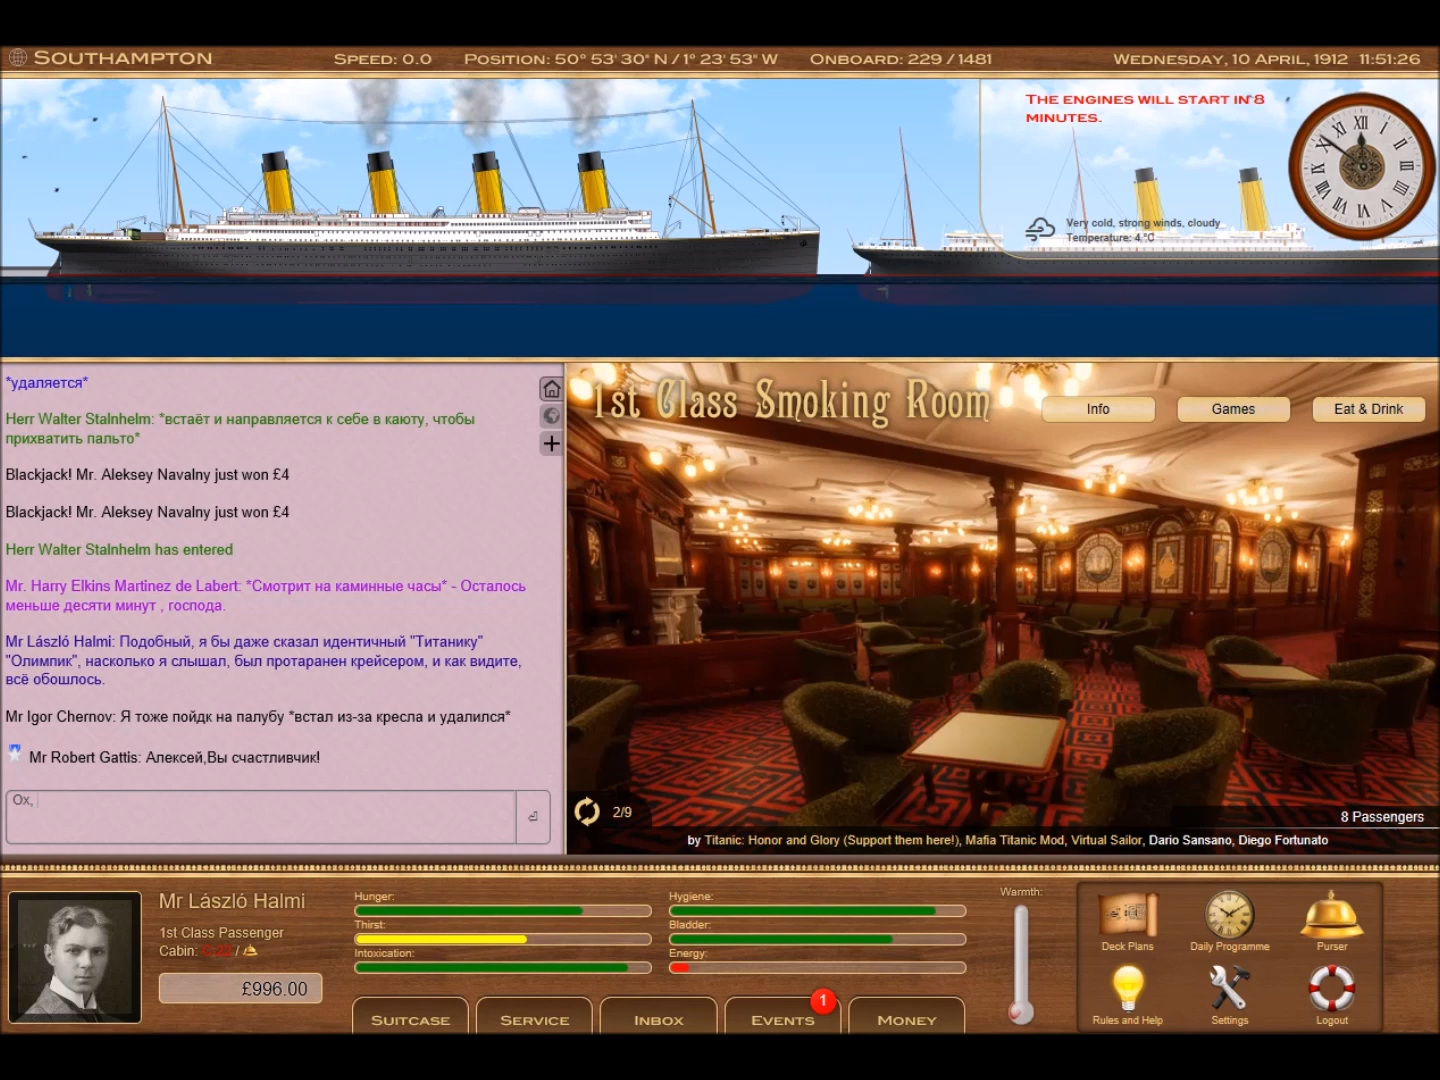 SOUTHAMPTON
SPEED: 0.0
POSITION: 50° 53' 30" N / 1° 23' 53" W
ONBOARD: 229 / 1481
WEDNESDAY, 10 APRIL, 1912 11:51:26
THE ENGINES WILL START IN 8
MINUTES.
Very cold, strong winds, cloudy
Temperature: 4 °C
XII I II III IV V VI VII VIII IX X XI
*удаляется*
Herr Walter Stalnhelm: *встаёт и направляется к себе в каюту, чтобы
прихватить пальто*
Blackjack! Mr. Aleksey Navalny just won £4
Blackjack! Mr. Aleksey Navalny just won £4
Herr Walter Stalnhelm has entered
Mr. Harry Elkins Martinez de Labert: *Смотрит на каминные часы* - Осталось
меньше десяти минут , господа.
Mr László Halmi: Подобный, я бы даже сказал идентичный "Титанику"
"Олимпик", насколько я слышал, был протаранен крейсером, и как видите,
всё обошлось.
Mr Igor Chernov: Я тоже пойдк на палубу *встал из-за кресла и удалился*
Mr Robert Gattis: Алексей,Вы счастливчик!
Ох,
1st Class Smoking Room
Info
Games
Eat & Drink
2/9
8 Passengers
by Titanic: Honor and Glory (Support them here!), Mafia Titanic Mod, Virtual Sailor, Dario Sansano, Diego Fortunato
Mr László Halmi
1st Class Passenger
Cabin: / 
£996.00
Hunger:
Thirst:
Intoxication:
Hygiene:
Bladder:
Energy:
Warmth:
SUITCASE
SERVICE
INBOX
EVENTS
1
MONEY
Deck Plans
Daily Programme
Purser
Rules and Help
Settings
Logout